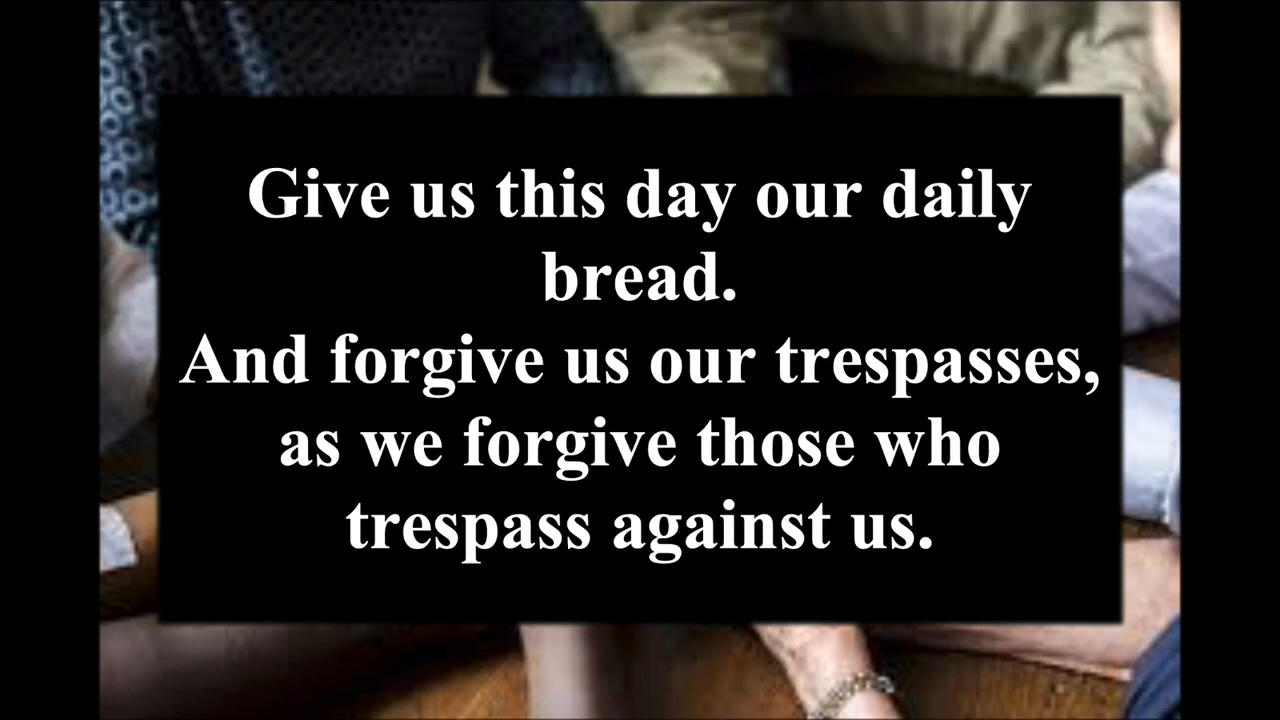 Give us this day our daily
bread.
And forgive us our trespasses,
as we forgive those who
trespass against us.